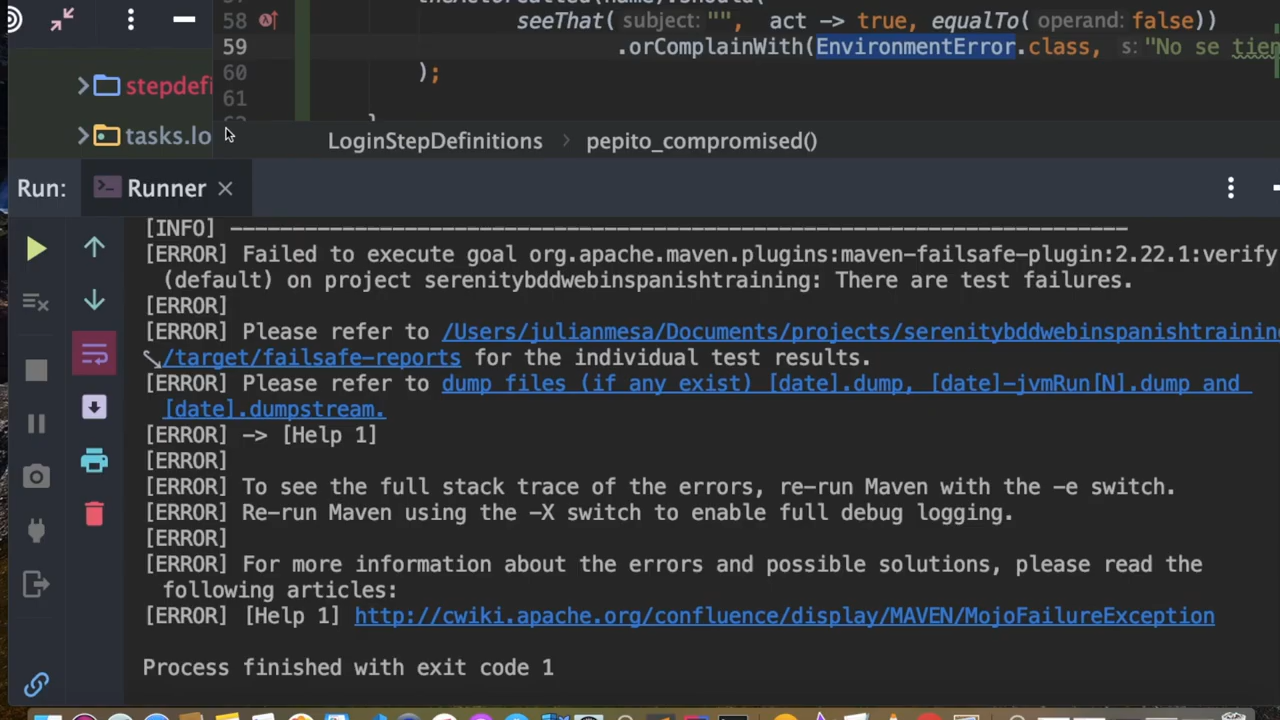 58
seeThat( subject: "", act -> true, equalTo( operand: false))
59
.orComplainWith(EnvironmentError.class, s: "No se tien
60
);
61
}
stepdefi
tasks.lo
LoginStepDefinitions > pepito_compromised()
Run: Runner
[INFO] ------------------------------------------------------------------------
[ERROR] Failed to execute goal org.apache.maven.plugins:maven-failsafe-plugin:2.22.1:verify
(default) on project serenitybddwebinspanishtraining: There are test failures.
[ERROR]
[ERROR] Please refer to /Users/julianmesa/Documents/projects/serenitybddwebinspanishtraining
/target/failsafe-reports for the individual test results.
[ERROR] Please refer to dump files (if any exist) [date].dump, [date]-jvmRun[N].dump and
[date].dumpstream.
[ERROR] -> [Help 1]
[ERROR]
[ERROR] To see the full stack trace of the errors, re-run Maven with the -e switch.
[ERROR] Re-run Maven using the -X switch to enable full debug logging.
[ERROR]
[ERROR] For more information about the errors and possible solutions, please read the
following articles:
[ERROR] [Help 1] http://cwiki.apache.org/confluence/display/MAVEN/MojoFailureException
Process finished with exit code 1